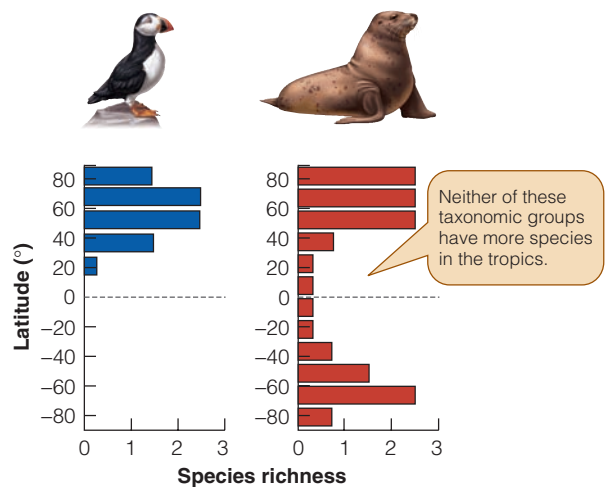 Neither of these
taxonomic groups
have more species
in the tropics.
Latitude (°)
80
60
40
20
0
–20
–40
–60
–80
0 1 2 3
80
60
40
20
0
–20
–40
–60
–80
0 1 2 3
Species richness